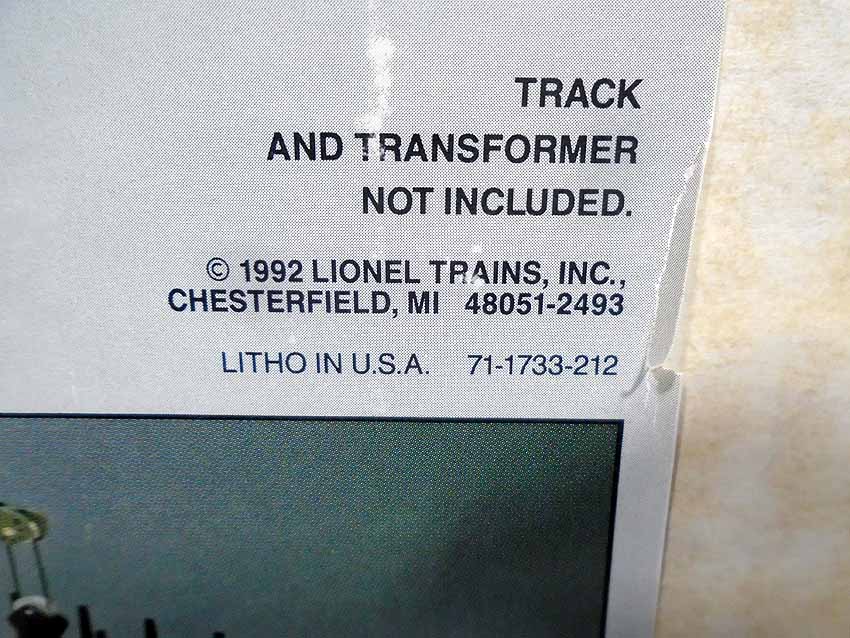 TRACK
AND TRANSFORMER
NOT INCLUDED.
© 1992 LIONEL TRAINS, INC.,
CHESTERFIELD, MI 48051-2493
LITHO IN U.S.A. 71-1733-212